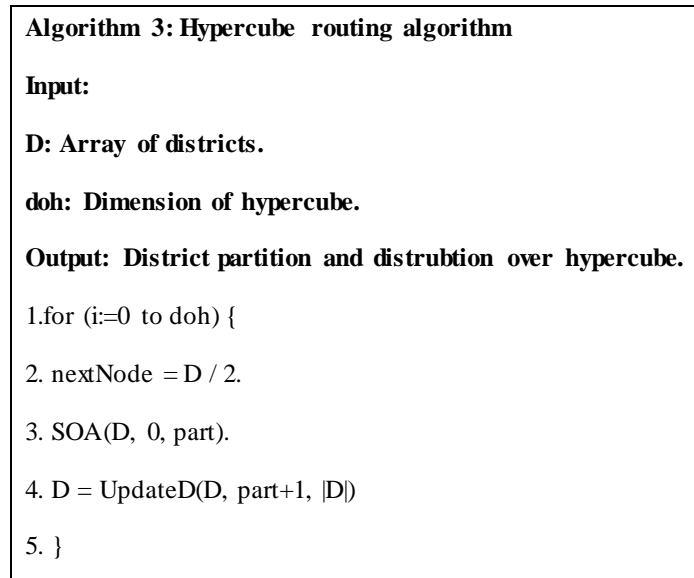 Algorithm 3: Hypercube routing algorithm
Input:
D: Array of districts.
doh: Dimension of hypercube.
Output: District partition and distrubtion over hypercube.
1.for (i:=0 to doh) {
2. nextNode = D / 2.
3. SOA(D, 0, part).
4. D = UpdateD(D, part+1, |D|)
5. }